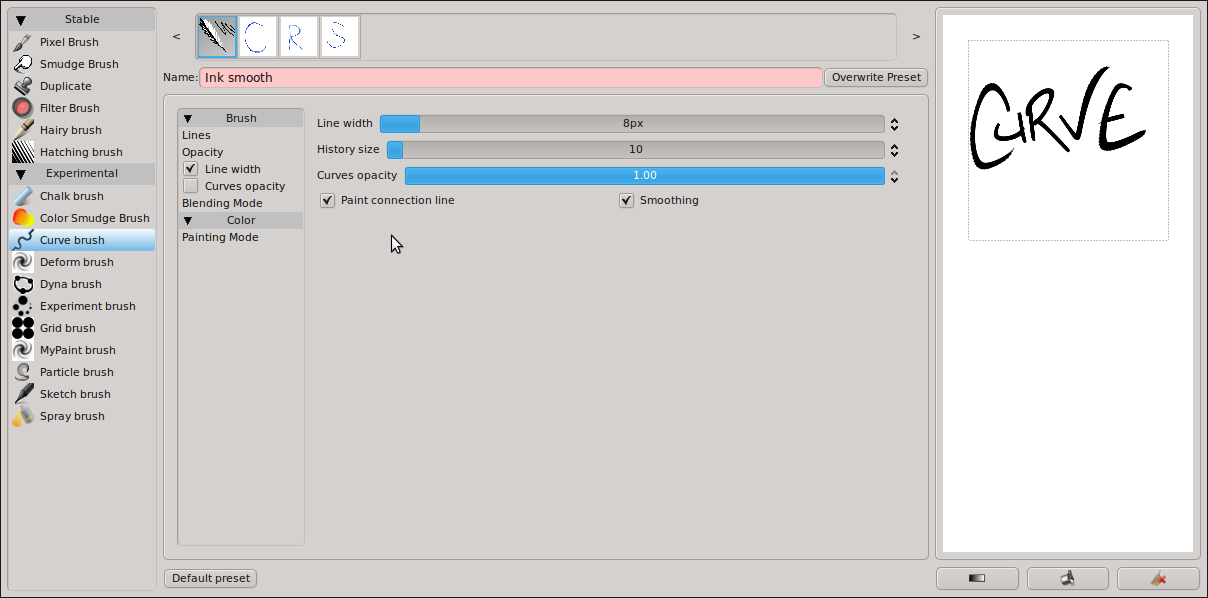 Stable
Pixel Brush
Smudge Brush
Duplicate
Filter Brush
Hairy brush
Hatching brush
Experimental
Chalk brush
Color Smudge Brush
Curve brush
Deform brush
Dyna brush
Experiment brush
Grid brush
MyPaint brush
Particle brush
Sketch brush
Spray brush
< C R S >
Name: Ink smooth Overwrite Preset
Brush
Lines
Opacity
Line width
Curves opacity
Blending Mode
Color
Painting Mode
Line width 8px
History size 10
Curves opacity 1.00
Paint connection line Smoothing
Default preset
CURVE